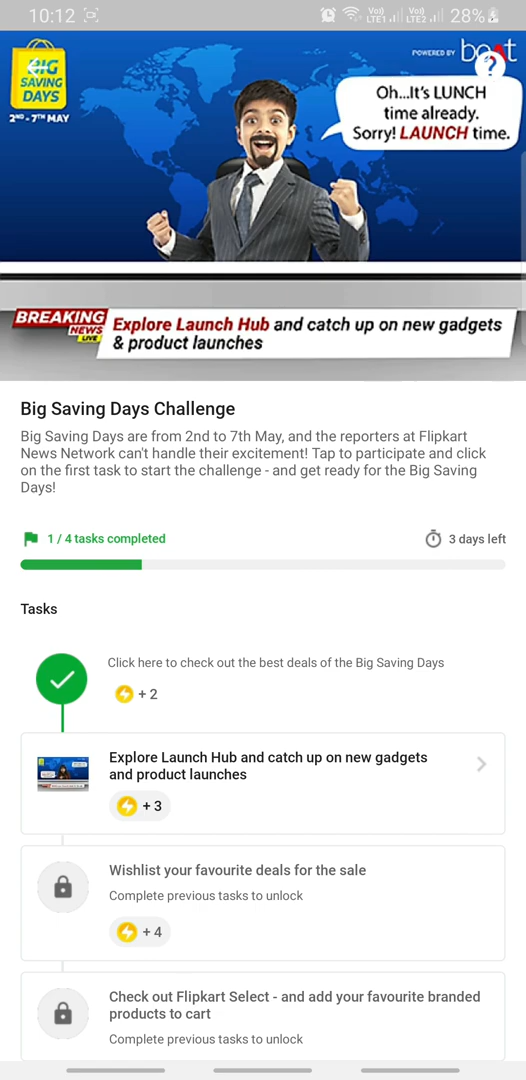 10:12
Vo) LTE1
Vo) LTE2
28%
BIG
SAVING
DAYS
2ND - 7TH MAY
POWERED BY
?
Oh...It's LUNCH
time already.
Sorry! LAUNCH time.
BREAKING
NEWS
LIVE
Explore Launch Hub and catch up on new gadgets
& product launches
Big Saving Days Challenge
Big Saving Days are from 2nd to 7th May, and the reporters at Flipkart
News Network can't handle their excitement! Tap to participate and click
on the first task to start the challenge - and get ready for the Big Saving
Days!
1 / 4 tasks completed
3 days left
Tasks
Click here to check out the best deals of the Big Saving Days
+ 2
Explore Launch Hub and catch up on new gadgets
and product launches
+ 3
Wishlist your favourite deals for the sale
Complete previous tasks to unlock
+ 4
Check out Flipkart Select - and add your favourite branded
products to cart
Complete previous tasks to unlock